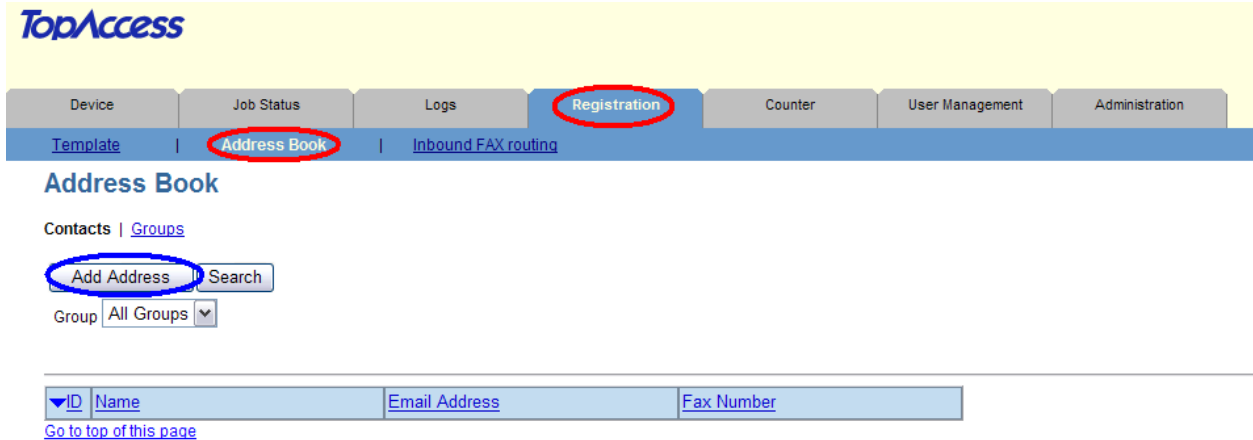 TopAccess
Device Job Status Logs Registration Counter User Management Administration
Template | Address Book | Inbound FAX routing
Address Book
Contacts | Groups
Add Address Search
Group All Groups
ID Name Email Address Fax Number
Go to top of this page